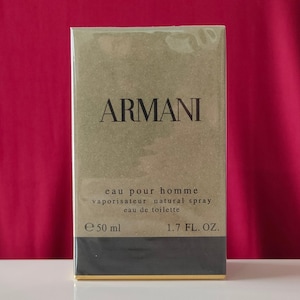 ARMANI
eau pour homme
vaporisateur natural spray
eau de toilette
℮50 ml 1.7 FL. OZ.